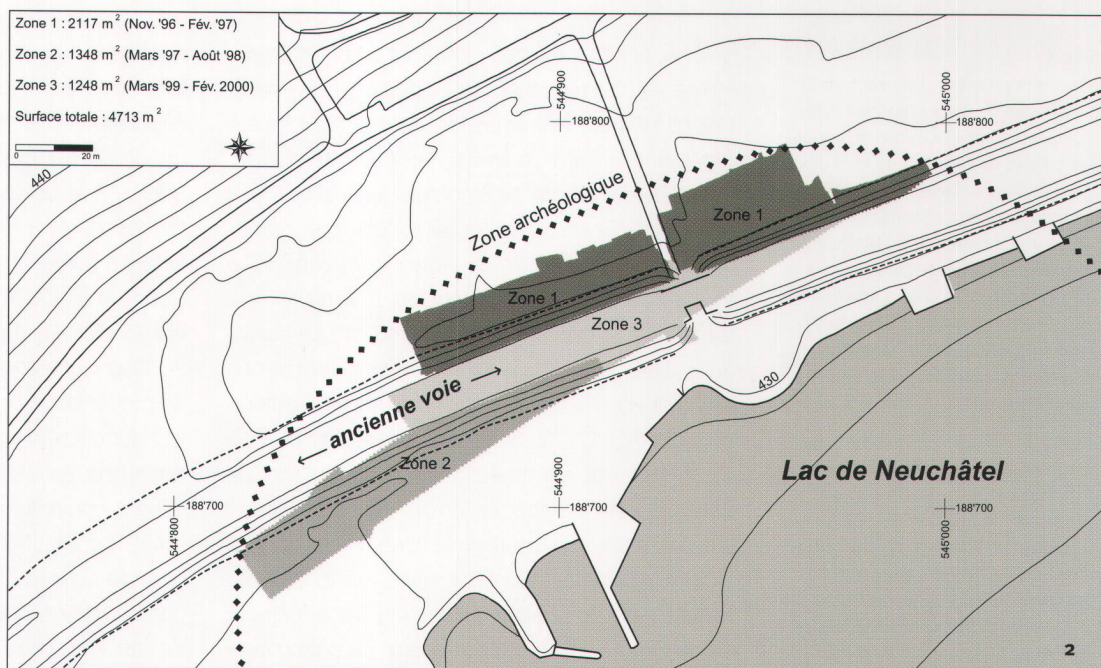 Zone 1 : 2117 m² (Nov. '96 - Fév. '97)
Zone 2 : 1348 m² (Mars '97 - Août '98)
Zone 3 : 1248 m² (Mars '99 - Fév. 2000)
Surface totale : 4713 m²
0 20 m
440
544'900
188'800
545'000
188'800
Zone archéologique
Zone 1
Zone 1
Zone 3
430
ancienne voie
Zone 2
Lac de Neuchâtel
544'800
188'700
544'900
188'700
545'000
188'700
2